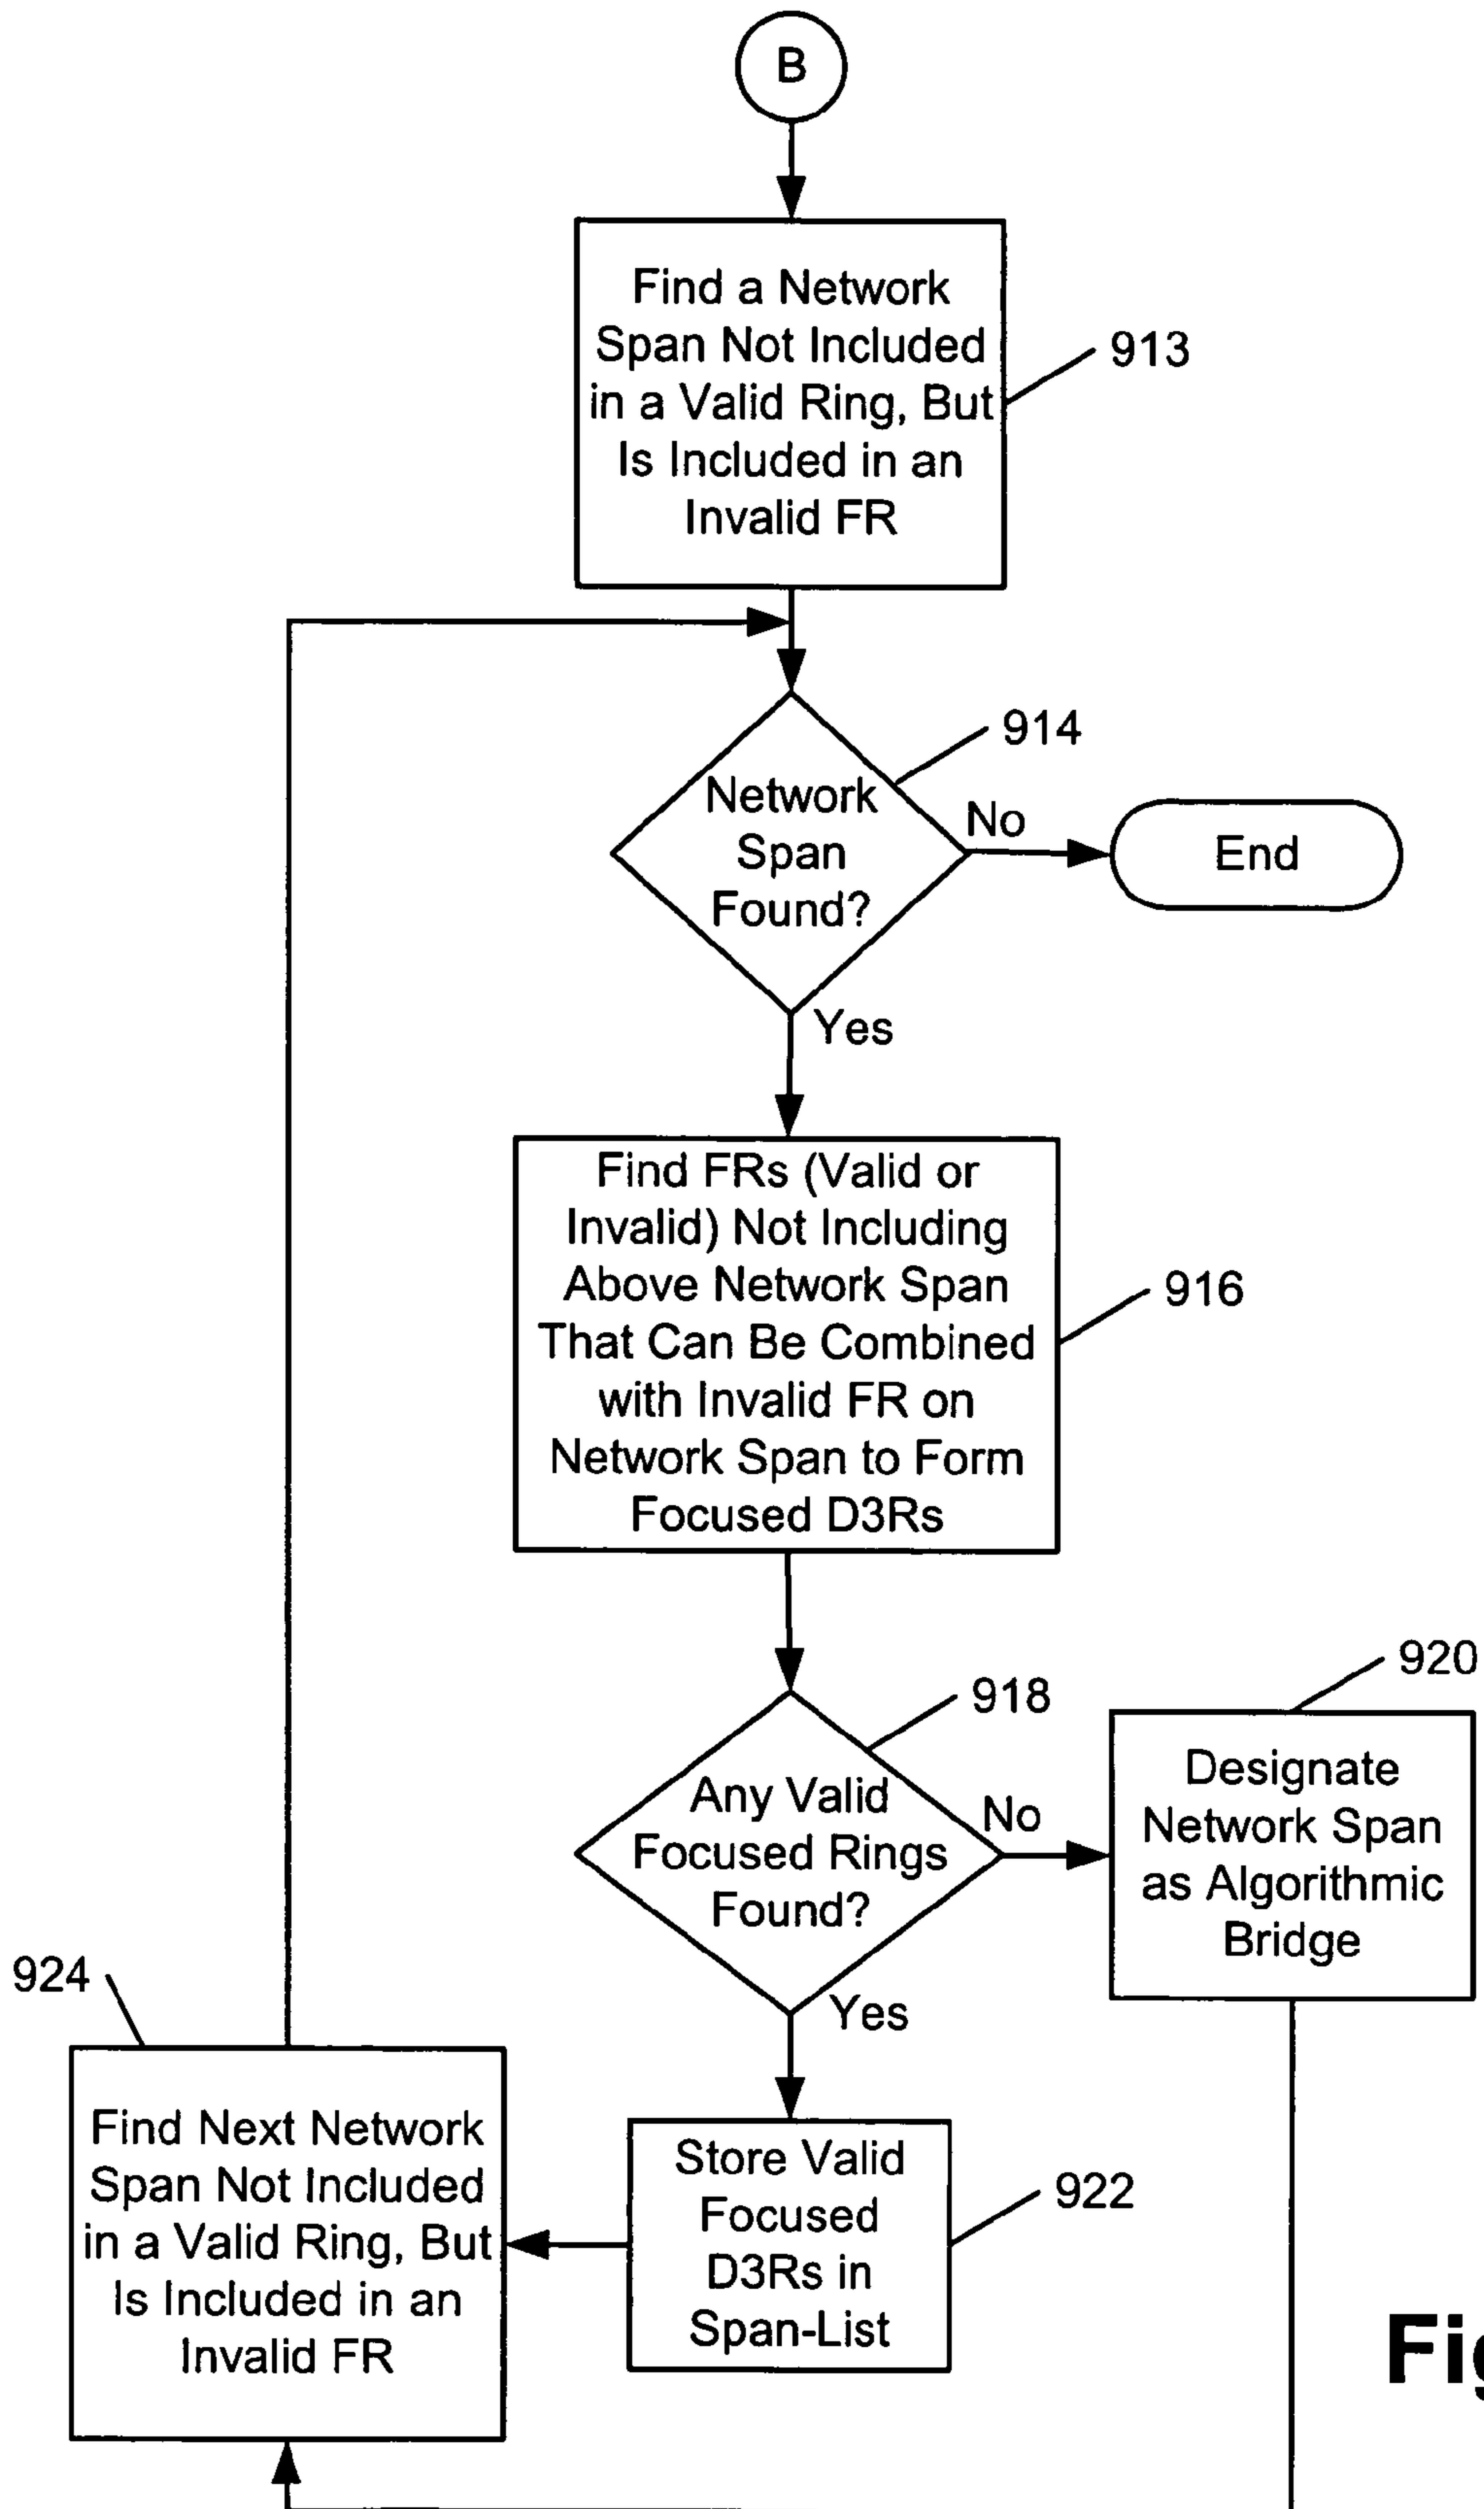 B
Find a Network
Span Not Included
in a Valid Ring, But
Is Included in an
Invalid FR
913
914
Network
Span
Found?
No
End
Yes
Find FRs (Valid or
Invalid) Not Including
Above Network Span
That Can Be Combined
with Invalid FR on
Network Span to Form
Focused D3Rs
916
918
Any Valid
Focused Rings
Found?
No
920
Designate
Network Span
as Algorithmic
Bridge
Yes
924
Find Next Network
Span Not Included
in a Valid Ring, But
Is Included in an
Invalid FR
Store Valid
Focused
D3Rs in
Span-List
922